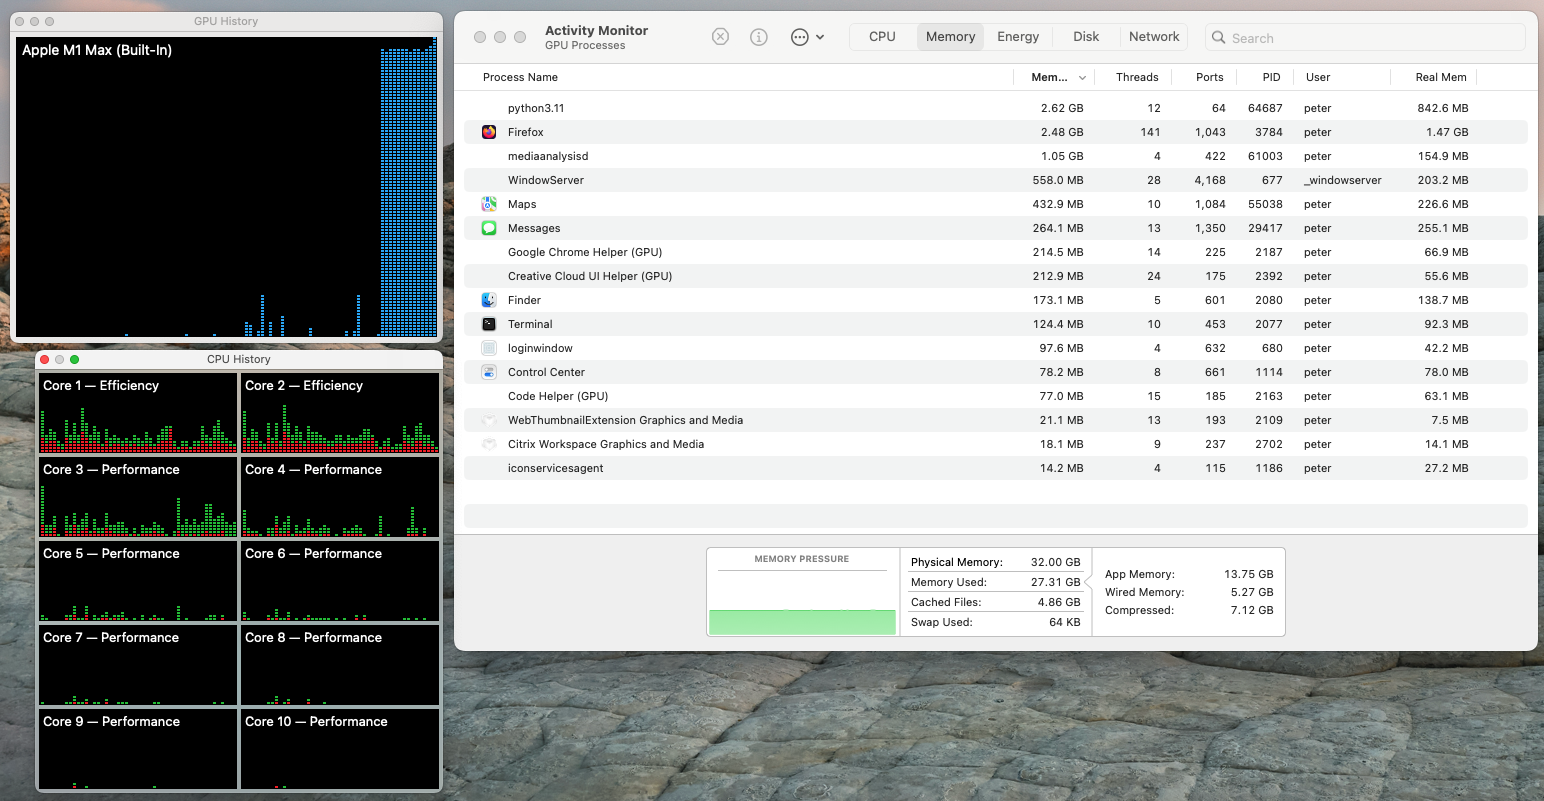 GPU History
Apple M1 Max (Built-In)
CPU History
Core 1 — Efficiency
Core 2 — Efficiency
Core 3 — Performance
Core 4 — Performance
Core 5 — Performance
Core 6 — Performance
Core 7 — Performance
Core 8 — Performance
Core 9 — Performance
Core 10 — Performance
Activity Monitor
GPU Processes
CPU Memory Energy Disk Network
Search
Process Name Mem... Threads Ports PID User Real Mem
python3.11 2.62 GB 12 64 64687 peter 842.6 MB
Firefox 2.48 GB 141 1,043 3784 peter 1.47 GB
mediaanalysisd 1.05 GB 4 422 61003 peter 154.9 MB
WindowServer 558.0 MB 28 4,168 677 _windowserver 203.2 MB
Maps 432.9 MB 10 1,084 55038 peter 226.6 MB
Messages 264.1 MB 13 1,350 29417 peter 255.1 MB
Google Chrome Helper (GPU) 214.5 MB 14 225 2187 peter 66.9 MB
Creative Cloud UI Helper (GPU) 212.9 MB 24 175 2392 peter 55.6 MB
Finder 173.1 MB 5 601 2080 peter 138.7 MB
Terminal 124.4 MB 10 453 2077 peter 92.3 MB
loginwindow 97.6 MB 4 632 680 peter 42.2 MB
Control Center 78.2 MB 8 661 1114 peter 78.0 MB
Code Helper (GPU) 77.0 MB 15 185 2163 peter 63.1 MB
WebThumbnailExtension Graphics and Media 21.1 MB 13 193 2109 peter 7.5 MB
Citrix Workspace Graphics and Media 18.1 MB 9 237 2702 peter 14.1 MB
iconservicesagent 14.2 MB 4 115 1186 peter 27.2 MB
MEMORY PRESSURE
Physical Memory: 32.00 GB
Memory Used: 27.31 GB
Cached Files: 4.86 GB
Swap Used: 64 KB
App Memory: 13.75 GB
Wired Memory: 5.27 GB
Compressed: 7.12 GB